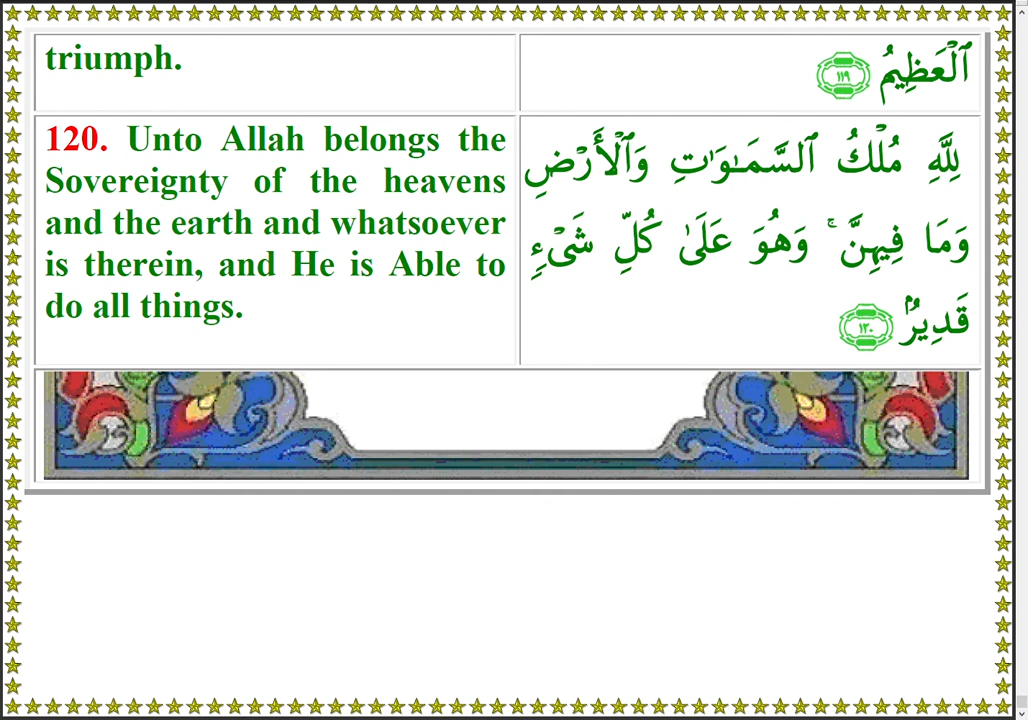 triumph.
ٱلْعَظِيمُ ١١٩
120. Unto Allah belongs the
Sovereignty of the heavens
and the earth and whatsoever
is therein, and He is Able to
do all things.
لِلَّهِ مُلْكُ ٱلسَّمَـٰوَٰتِ وَٱلْأَرْضِ
وَمَا فِيهِنَّ ۚ وَهُوَ عَلَىٰ كُلِّ شَىْءٍ
قَدِيرٌۢ ١٢٠